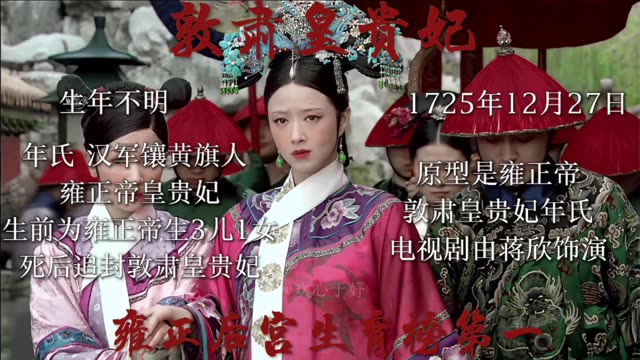 敦肃皇贵妃
生年不明
1725年12月27日
年氏 汉军镶黄旗人
雍正帝皇贵妃
生前为雍正帝生3儿1女
死后追封敦肃皇贵妃
原型是雍正帝
敦肃皇贵妃年氏
电视剧由蒋欣饰演
欢心于好
雍正后宫生育榜第一